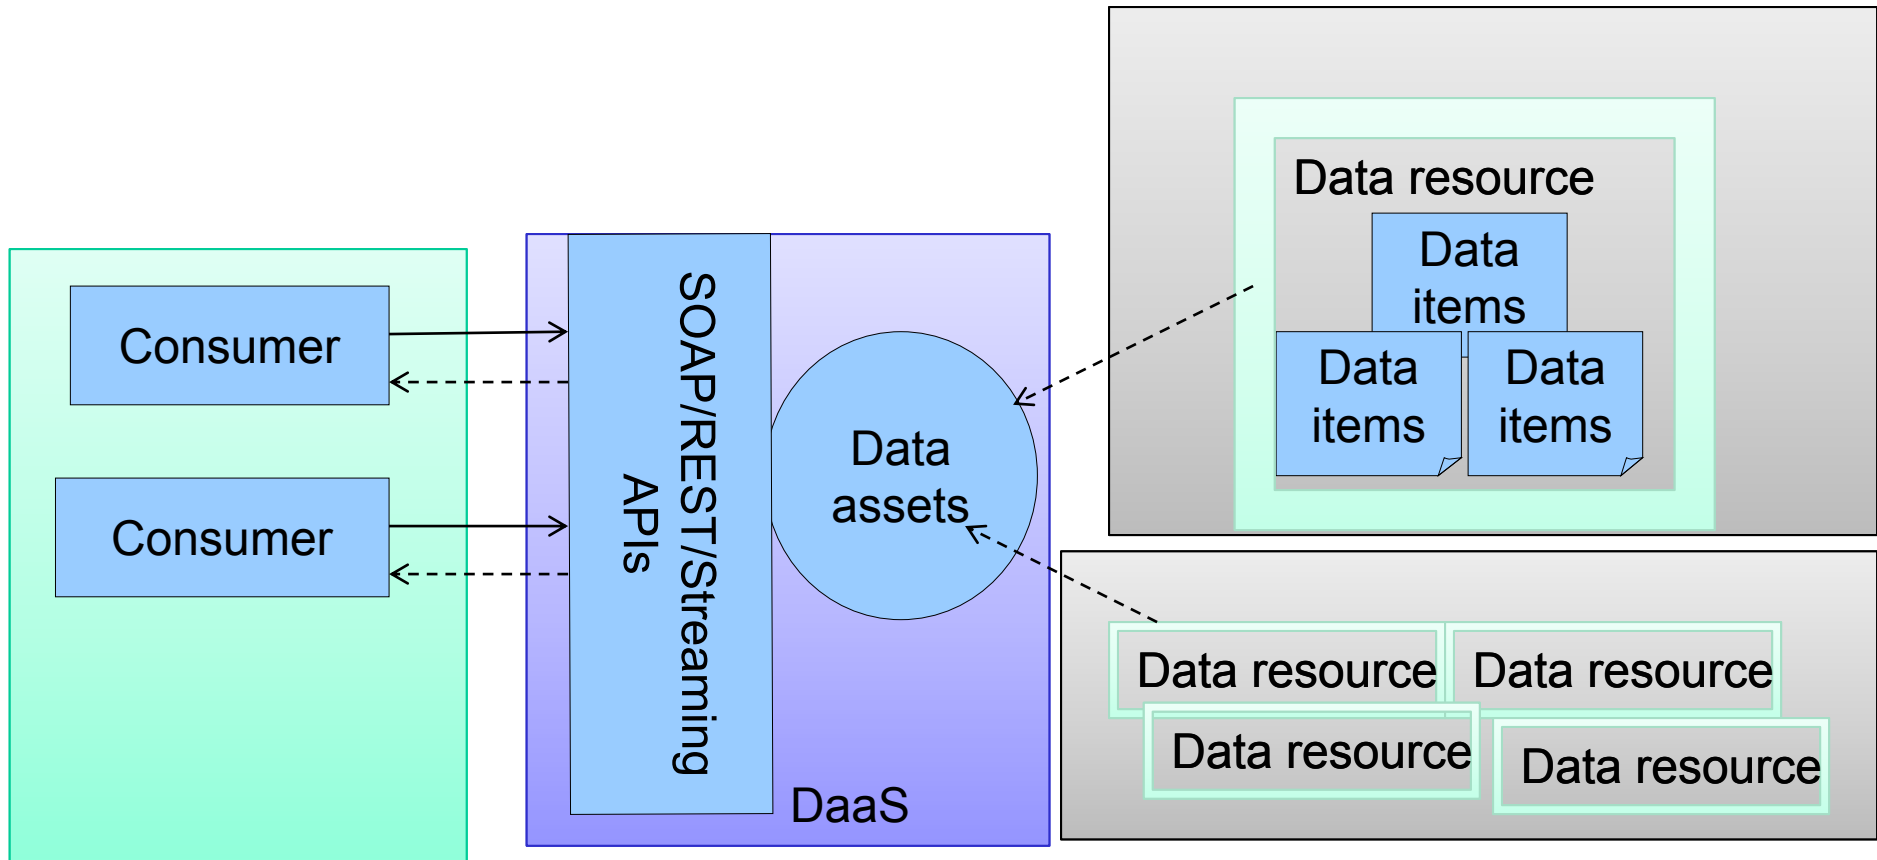 Consumer
Consumer
SOAP/REST/Streaming
APIs
Data
assets
DaaS
Data resource
Data
items
Data
items
Data
items
Data resource
Data resource
Data resource
Data resource